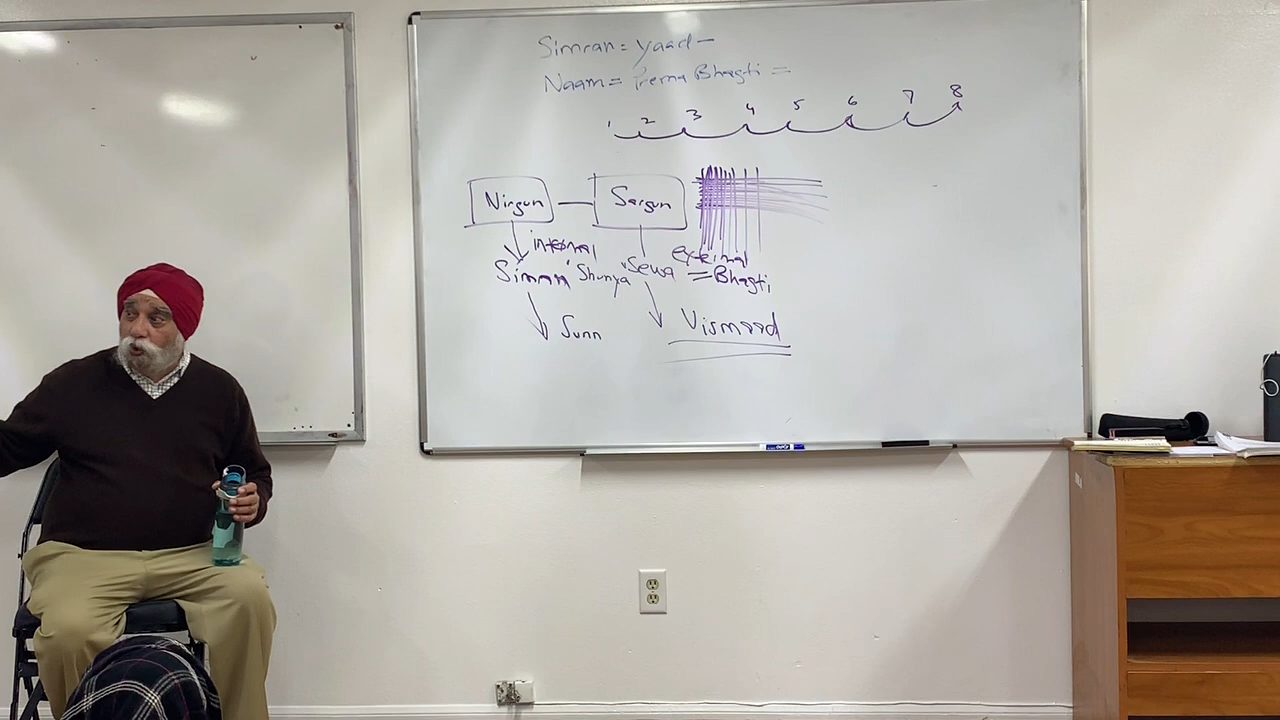 Simran = Yaad -
Naam = Prema Bhagti =
1 2 3 4 5 6 7 8
Nirgun — Sargun
internal external
Simran "Shunya" Sewa = Bhagti
Sunn Vismaad